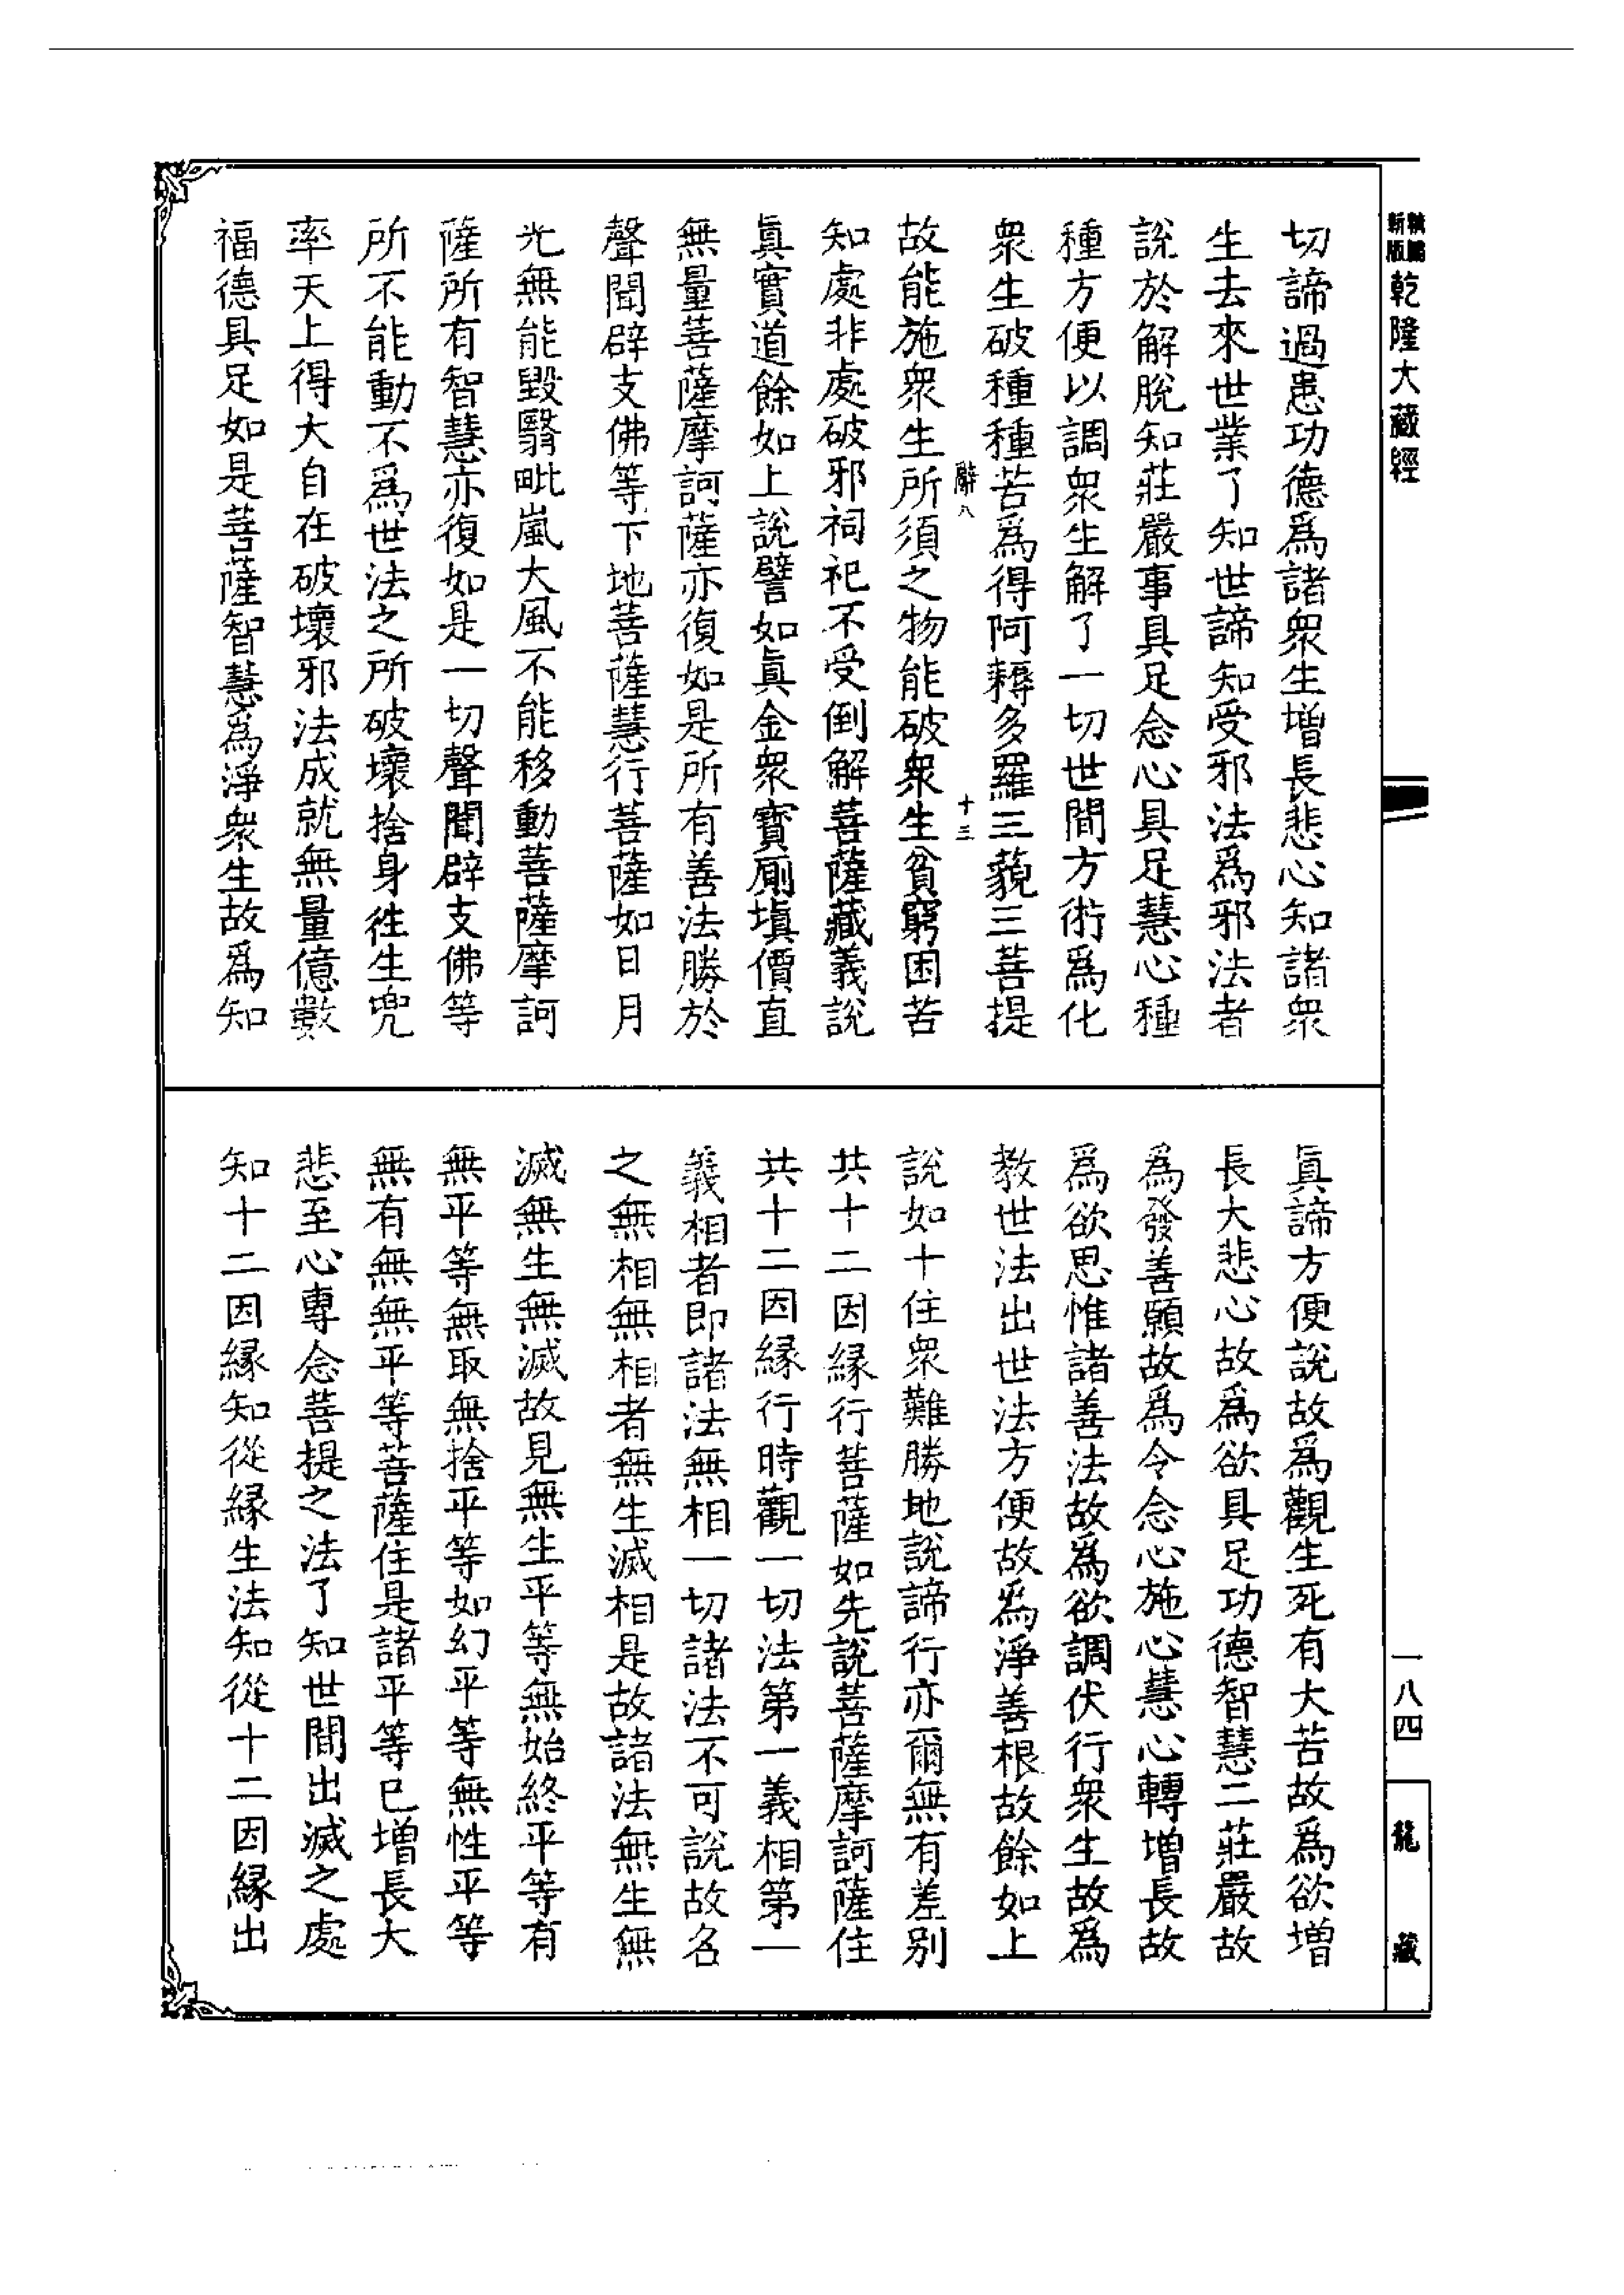 新版
乾隆大藏經
切諦過患功德爲諸衆生增長悲心知諸衆
生去來世業了知世諦知受邪法爲邪法者
說於解脫知莊嚴事具足念心具足慧心種
種方便以調衆生解了一切世間方術爲化
衆生破種種苦爲得阿耨多羅三藐三菩提
辭八
十三
故能施衆生所須之物能破衆生貧窮困苦
知處非處破邪祠祀不受倒解菩薩藏義說
眞實道餘如上說譬如眞金衆寶廁塡價直
無量菩薩摩訶薩亦復如是所有善法勝於
聲聞辟支佛等下地菩薩慧行菩薩如日月
光無能毀翳毗嵐大風不能移動菩薩摩訶
薩所有智慧亦復如是一切聲聞辟支佛等
所不能動不爲世法之所破壞捨身徃生兜
率天上得大自在破壞邪法成就無量億數
福德具足如是菩薩智慧爲淨衆生故爲知
眞諦方便說故爲觀生死有大苦故爲欲增
長大悲心故爲欲具足功德智慧二莊嚴故
爲發善願故爲令念心施心慧心轉增長故
爲欲思惟諸善法故爲欲調伏行衆生故爲
教世法出世法方便故爲淨善根故餘如上
說如十住衆難勝地說諦行亦爾無有差別
共十二因緣行菩薩如先說菩薩摩訶薩住
共十二因緣行時觀一切法第一義相第一
義相者即諸法無相一切諸法不可說故名
之無相無相者無生滅相是故諸法無生無
滅無生無滅故見無生平等無始終平等有
無平等無取無捨平等如幻平等無性平等
無有無無平等菩薩住是諸平等已增長大
悲至心專念菩提之法了知世間出滅之處
知十二因緣知從緣生法知從十二因緣出
一八四
龍藏